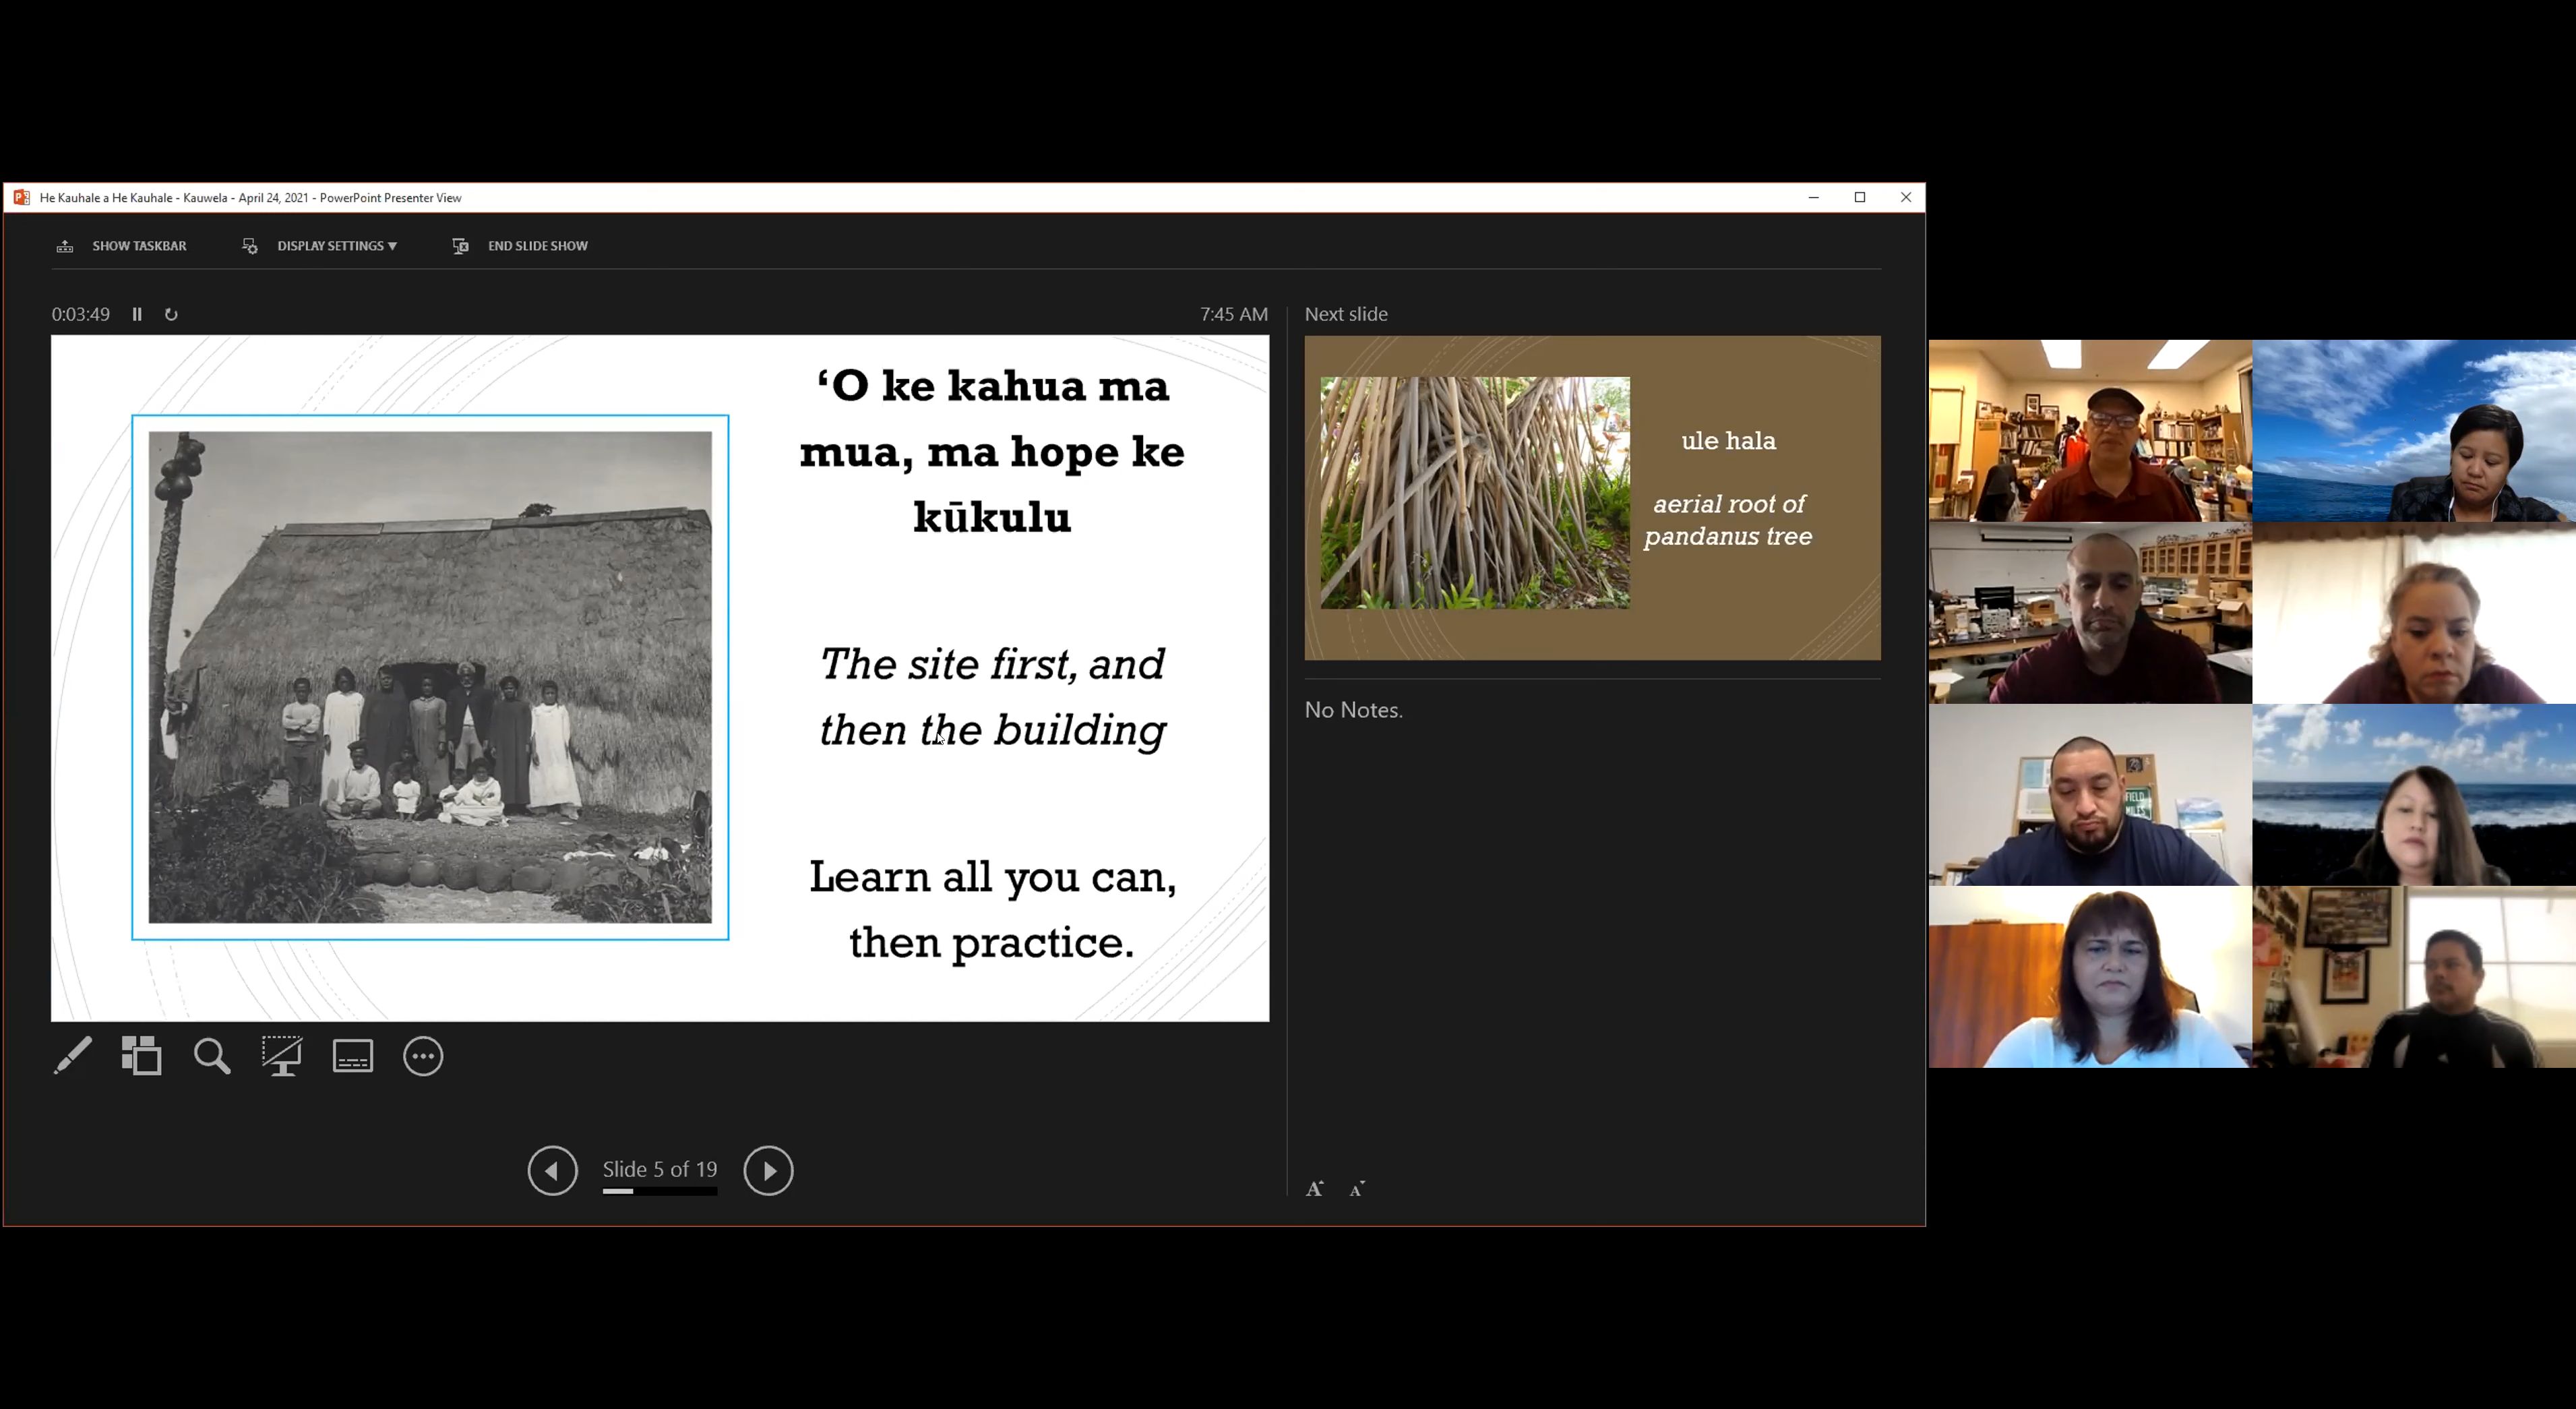 He Kauhale a He Kauhale - Kauwela - April 24, 2021 - PowerPoint Presenter View
SHOW TASKBAR
DISPLAY SETTINGS ▼
END SLIDE SHOW
0:03:49
7:45 AM
ʻO ke kahua ma
mua, ma hope ke
kūkulu
The site first, and
then the building
Learn all you can,
then practice.
Next slide
ule hala
aerial root of
pandanus tree
No Notes.
Slide 5 of 19
FIELD